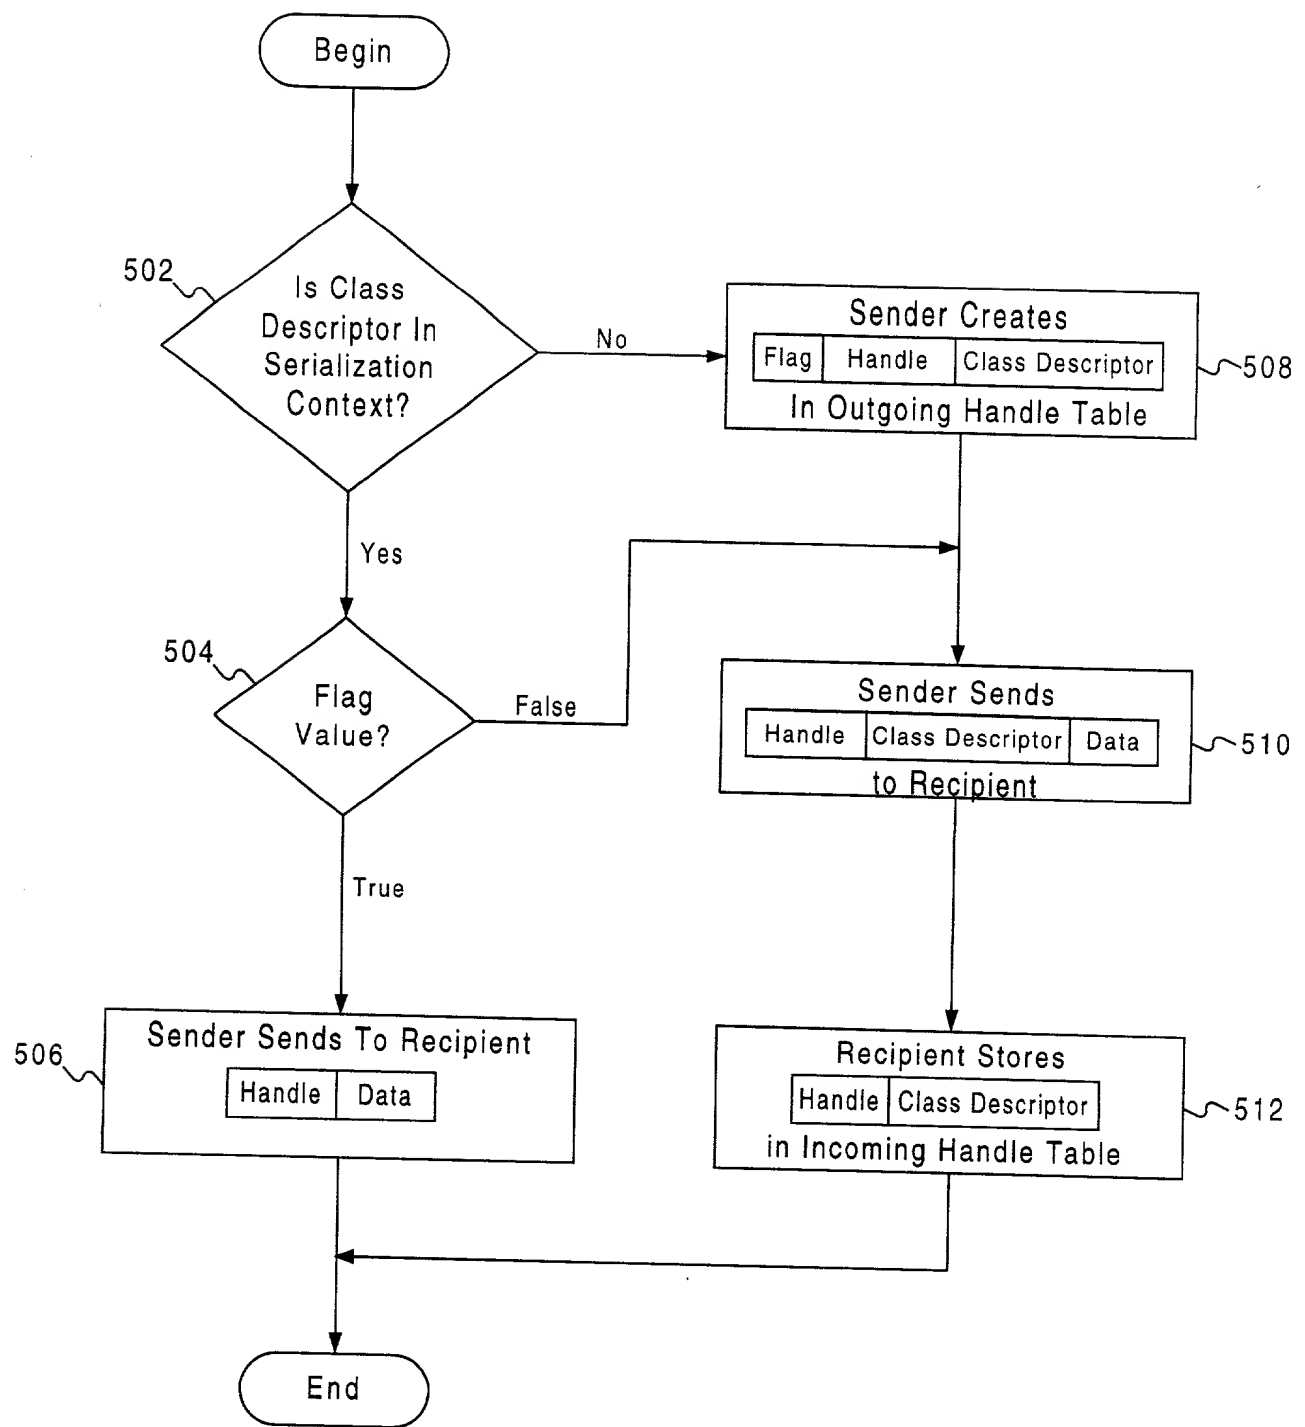 Begin
502
Is Class
Descriptor In
Serialization
Context?
No
Sender Creates
Flag Handle Class Descriptor
In Outgoing Handle Table
508
Yes
504
Flag
Value?
False
Sender Sends
Handle Class Descriptor Data
to Recipient
510
True
506
Sender Sends To Recipient
Handle Data
Recipient Stores
Handle Class Descriptor
in Incoming Handle Table
512
End